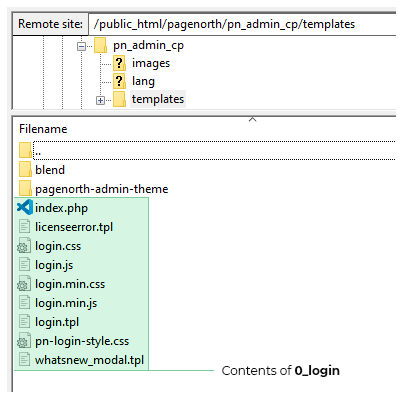 Remote site: /public_html/pagenorth/pn_admin_cp/templates
pn_admin_cp
images
lang
templates
Filename
..
blend
pagenorth-admin-theme
index.php
licenseerror.tpl
login.css
login.js
login.min.css
login.min.js
login.tpl
pn-login-style.css
whatsnew_modal.tpl
Contents of 0_login